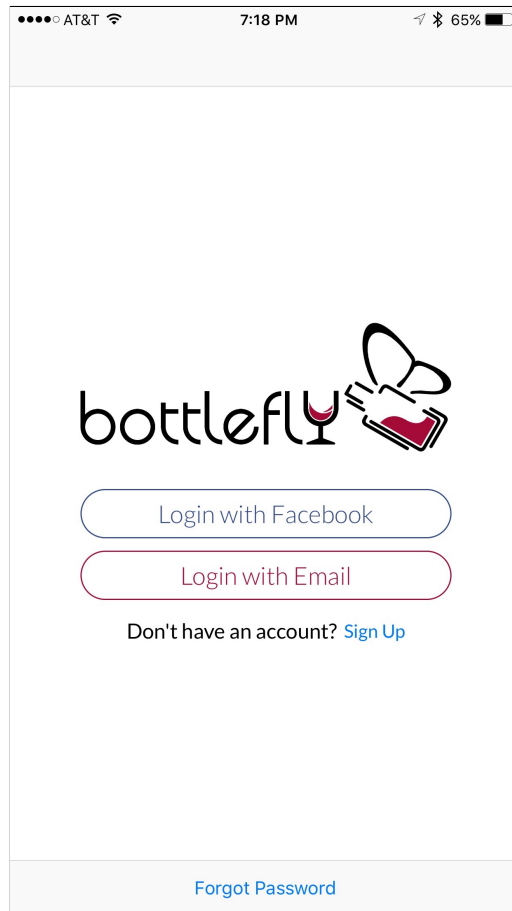 AT&T 7:18 PM 65%
bottlefly
Login with Facebook
Login with Email
Don't have an account? Sign Up
Forgot Password